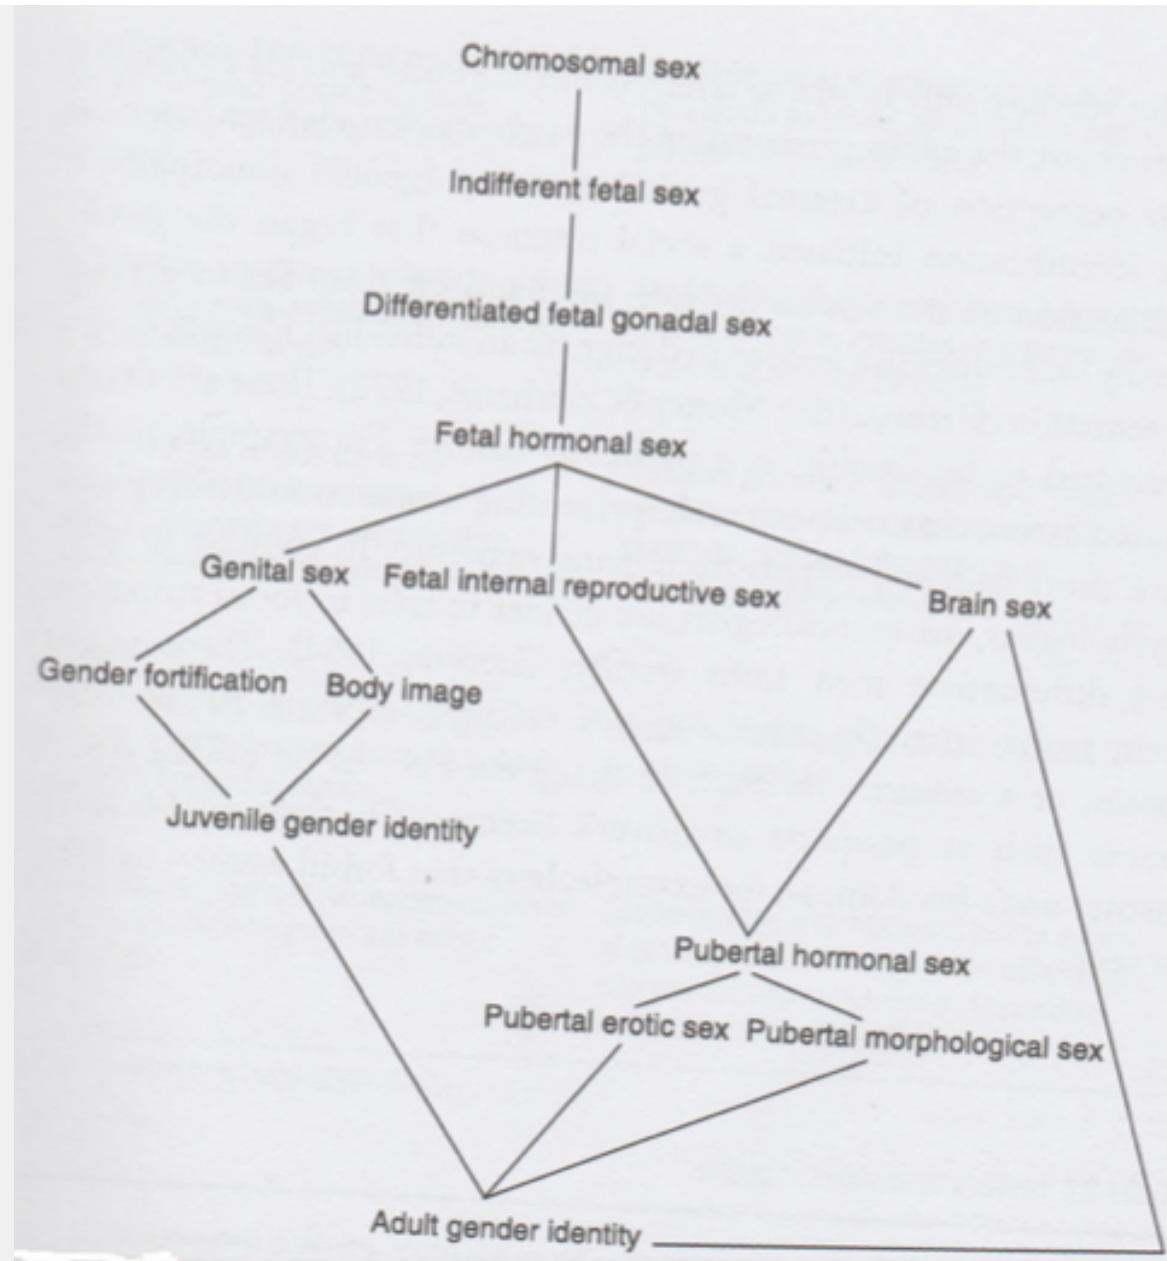 Chromosomal sex
Indifferent fetal sex
Differentiated fetal gonadal sex
Fetal hormonal sex
Genital sex Fetal internal reproductive sex Brain sex
Gender fortification Body image
Juvenile gender identity
Pubertal hormonal sex
Pubertal erotic sex Pubertal morphological sex
Adult gender identity